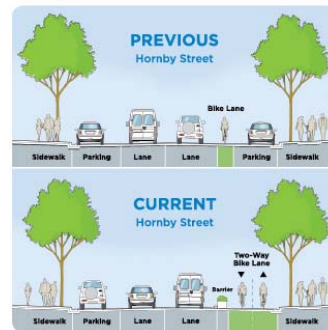 PREVIOUS
Hornby Street
Bike Lane
Sidewalk Parking Lane Lane Parking Sidewalk
CURRENT
Hornby Street
Two-Way
Bike Lane
Barrier
Sidewalk Parking Lane Lane Sidewalk